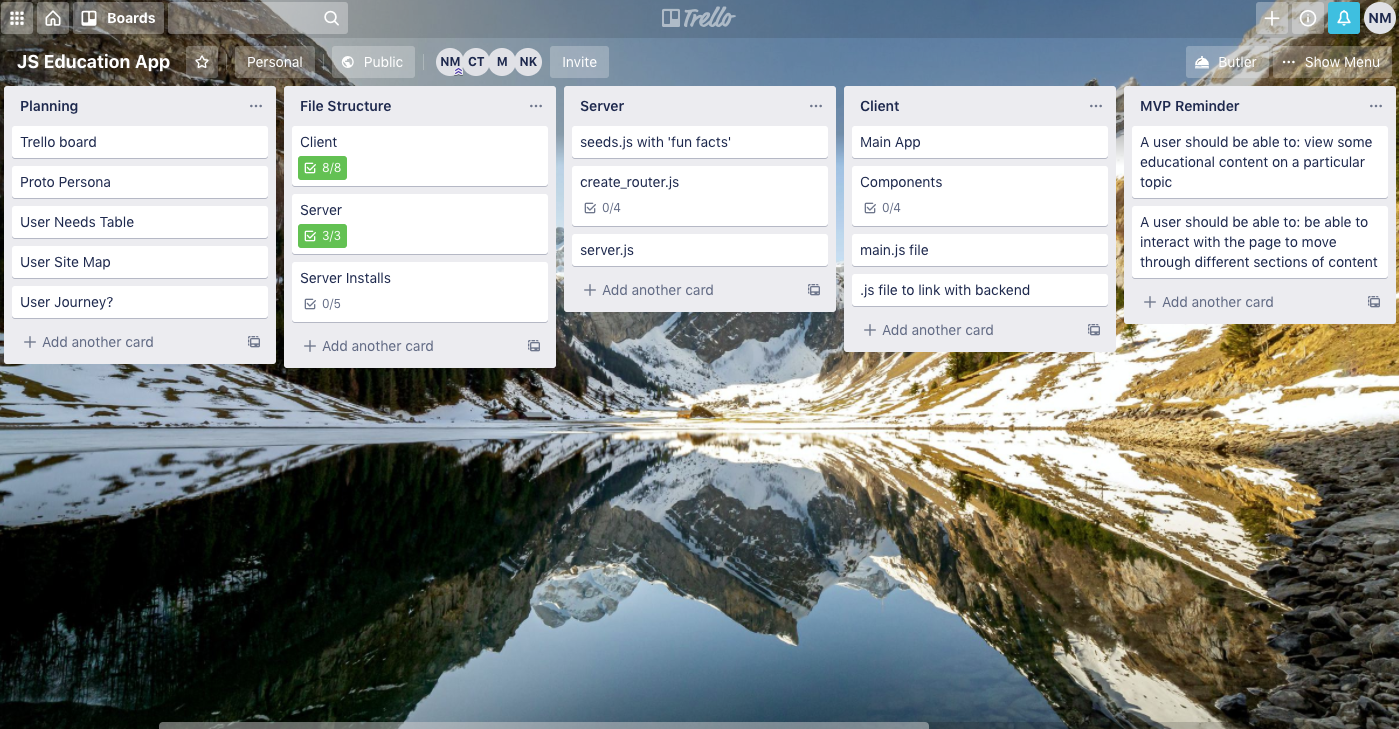 Boards
Trello
NM
JS Education App
Personal
Public
NM CT M NK
Invite
Butler
Show Menu
Planning
Trello board
Proto Persona
User Needs Table
User Site Map
User Journey?
Add another card
File Structure
Client
8/8
Server
3/3
Server Installs
0/5
Add another card
Server
seeds.js with 'fun facts'
create_router.js
0/4
server.js
Add another card
Client
Main App
Components
0/4
main.js file
.js file to link with backend
Add another card
MVP Reminder
A user should be able to: view some
educational content on a particular
topic
A user should be able to: be able to
interact with the page to move
through different sections of content
Add another card